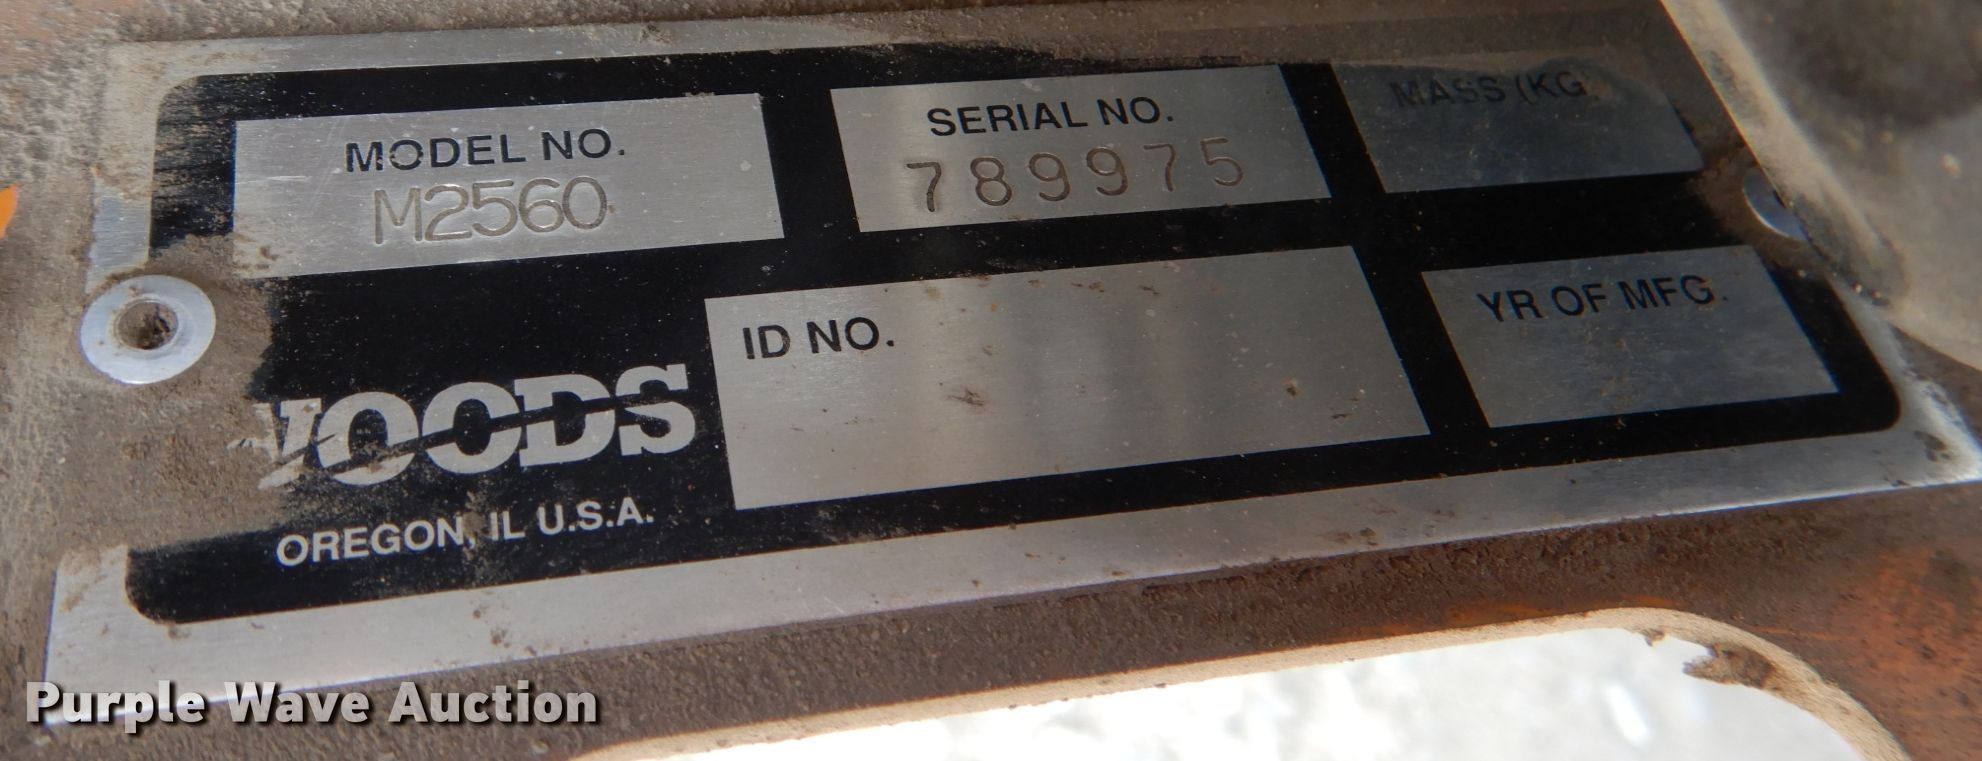 MODEL NO.
M2560
SERIAL NO.
789975
MASS (KG)
WOODS
OREGON, IL U.S.A.
ID NO.
YR OF MFG.
Purple Wave Auction